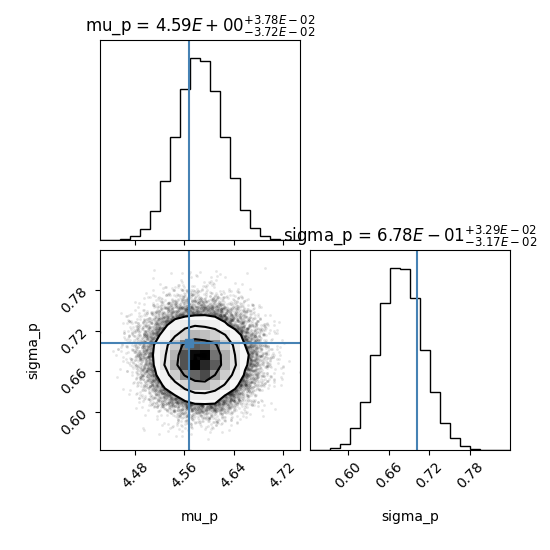 mu_p = 4.59E + 00+3.78E − 02 −3.72E − 02
sigma_p = 6.78E − 01+3.29E − 02 −3.17E − 02
sigma_p
0.78
0.72
0.66
0.60
4.48 4.56 4.64 4.72
0.60 0.66 0.72 0.78
mu_p
sigma_p